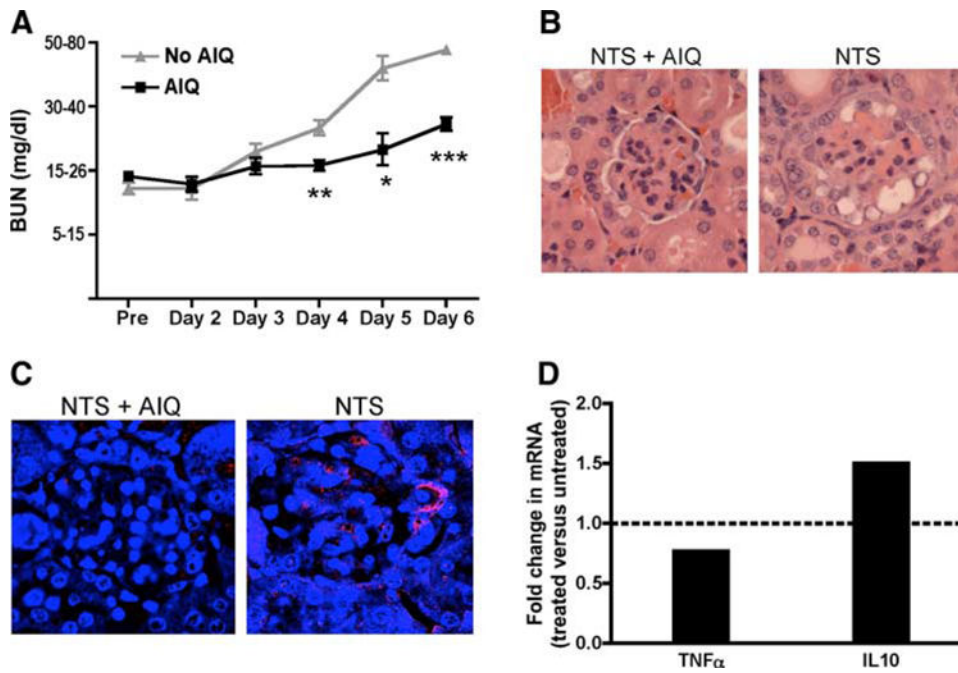 A
50-80
30-40
15-26
5-15
BUN (mg/dl)
No AIQ
AIQ
**
*
***
Pre Day 2 Day 3 Day 4 Day 5 Day 6
B
NTS + AIQ NTS
C
NTS + AIQ NTS
D
2.0
1.5
1.0
0.5
0.0
Fold change in mRNA
(treated versus untreated)
TNFα IL10